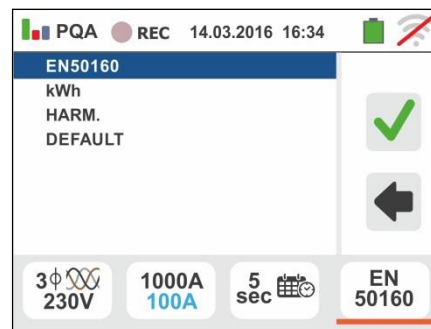 PQA REC 14.03.2016 16:34
EN50160
kWh
HARM.
DEFAULT
3ϕ 1000A 5 EN
230V 100A sec 50160